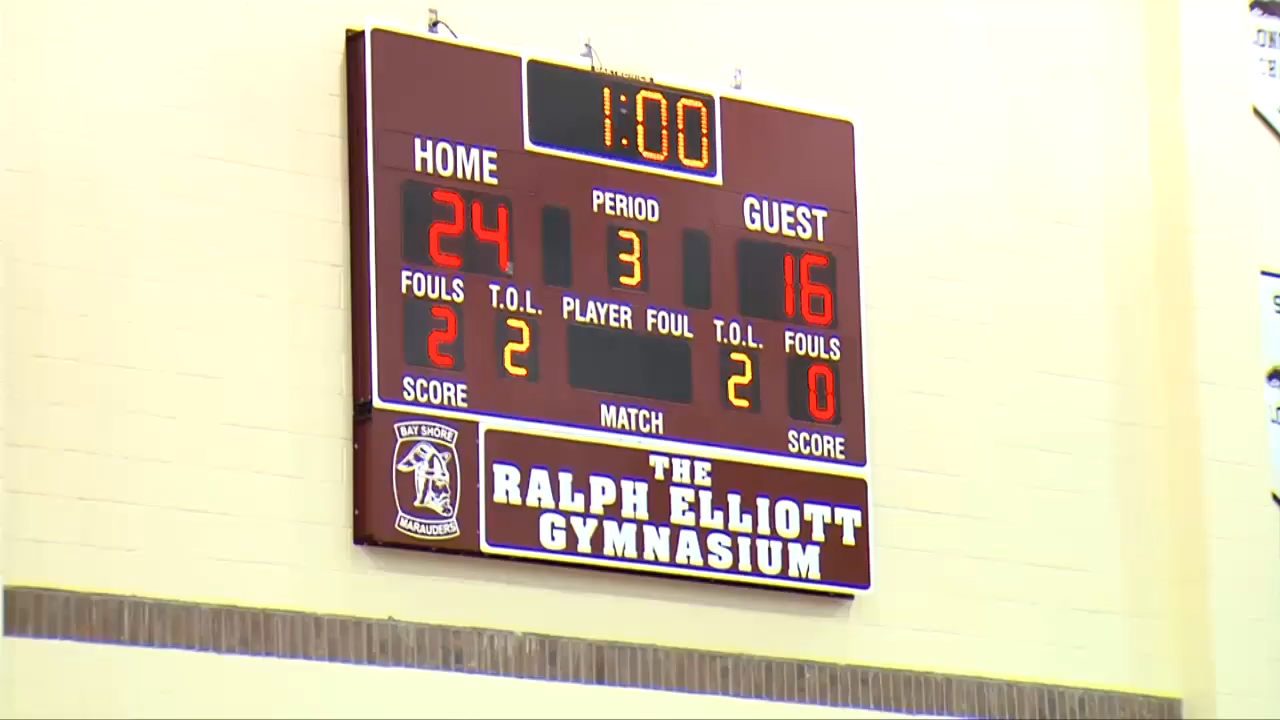 DAKTRONICS
1:00
HOME
GUEST
24
PERIOD
3
16
FOULS
T.O.L.
PLAYER FOUL
T.O.L.
FOULS
2
2
2
0
SCORE
MATCH
SCORE
BAY SHORE
MARAUDERS
THE
RALPH ELLIOTT
GYMNASIUM